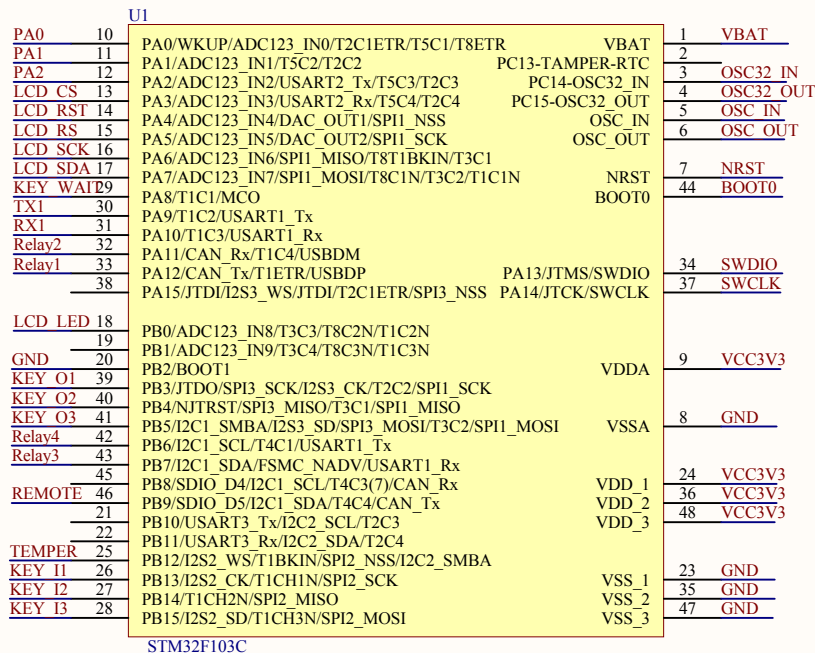 U1
PA0 10 PA0/WKUP/ADC123_IN0/T2C1ETR/T5C1/T8ETR VBAT 1 VBAT
PA1 11 PA1/ADC123_IN1/T5C2/T2C2 PC13-TAMPER-RTC 2
PA2 12 PA2/ADC123_IN2/USART2_Tx/T5C3/T2C3 PC14-OSC32_IN 3 OSC32_IN
LCD_CS 13 PA3/ADC123_IN3/USART2_Rx/T5C4/T2C4 PC15-OSC32_OUT 4 OSC32_OUT
LCD_RST 14 PA4/ADC123_IN4/DAC_OUT1/SPI1_NSS OSC_IN 5 OSC_IN
LCD_RS 15 PA5/ADC123_IN5/DAC_OUT2/SPI1_SCK OSC_OUT 6 OSC_OUT
LCD_SCK 16 PA6/ADC123_IN6/SPI1_MISO/T8T1BKIN/T3C1
LCD_SDA 17 PA7/ADC123_IN7/SPI1_MOSI/T8C1N/T3C2/T1C1N NRST 7 NRST
KEY_WAIT 29 PA8/T1C1/MCO BOOT0 44 BOOT0
TX1 30 PA9/T1C2/USART1_Tx
RX1 31 PA10/T1C3/USART1_Rx
Relay2 32 PA11/CAN_Rx/T1C4/USBDM
Relay1 33 PA12/CAN_Tx/T1ETR/USBDP PA13/JTMS/SWDIO 34 SWDIO
38 PA15/JTDI/I2S3_WS/JTDI/T2C1ETR/SPI3_NSS PA14/JTCK/SWCLK 37 SWCLK
LCD_LED 18 PB0/ADC123_IN8/T3C3/T8C2N/T1C2N
19 PB1/ADC123_IN9/T3C4/T8C3N/T1C3N
GND 20 PB2/BOOT1 VDDA 9 VCC3V3
KEY_O1 39 PB3/JTDO/SPI3_SCK/I2S3_CK/T2C2/SPI1_SCK
KEY_O2 40 PB4/NJTRST/SPI3_MISO/T3C1/SPI1_MISO
KEY_O3 41 PB5/I2C1_SMBA/I2S3_SD/SPI3_MOSI/T3C2/SPI1_MOSI VSSA 8 GND
Relay4 42 PB6/I2C1_SCL/T4C1/USART1_Tx
Relay3 43 PB7/I2C1_SDA/FSMC_NADV/USART1_Rx
45 PB8/SDIO_D4/I2C1_SCL/T4C3(7)/CAN_Rx VDD_1 24 VCC3V3
REMOTE 46 PB9/SDIO_D5/I2C1_SDA/T4C4/CAN_Tx VDD_2 36 VCC3V3
21 PB10/USART3_Tx/I2C2_SCL/T2C3 VDD_3 48 VCC3V3
22 PB11/USART3_Rx/I2C2_SDA/T2C4
TEMPER 25 PB12/I2S2_WS/T1BKIN/SPI2_NSS/I2C2_SMBA
KEY_I1 26 PB13/I2S2_CK/T1CH1N/SPI2_SCK VSS_1 23 GND
KEY_I2 27 PB14/T1CH2N/SPI2_MISO VSS_2 35 GND
KEY_I3 28 PB15/I2S2_SD/T1CH3N/SPI2_MOSI VSS_3 47 GND
STM32F103C